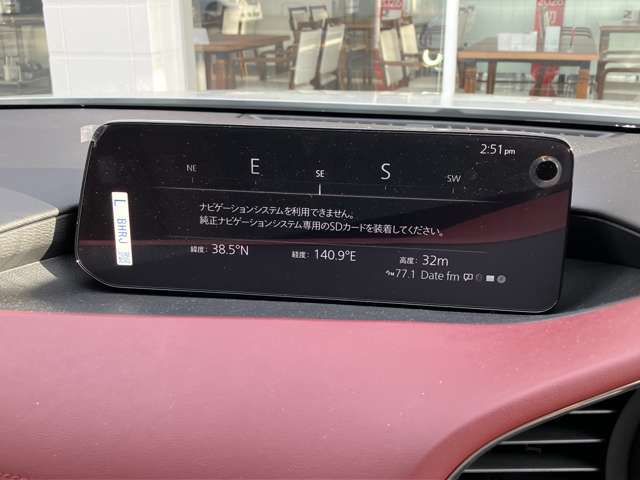 2:51pm
NE E SE S SW
ナビゲーションシステムを利用できません。
純正ナビゲーションシステム専用のSDカードを装着してください。
緯度： 38.5°N 経度： 140.9°E 高度： 32m
77.1 Date fm
L BHRJ